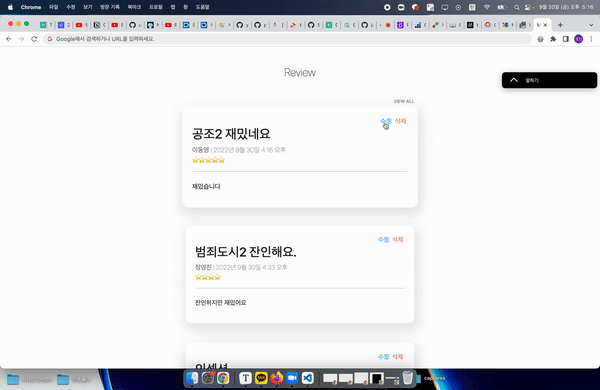 Chrome 파일 수정 보기 방문 기록 북마크 프로필 탭 창 도움말
9월 30일 (금) 오후 5:16
Google에서 검색하거나 URL을 입력하세요.
Review
말하기:
VIEW ALL
수정 삭제
공조2 재밌네요
이동영 | 2022년 9월 30일 4:16 오후
재밌습니다
수정 삭제
범죄도시2 잔인해요.
장영진 | 2022년 9월 30일 4:33 오후
잔인하지만 재밌어요
수정 삭제
captures